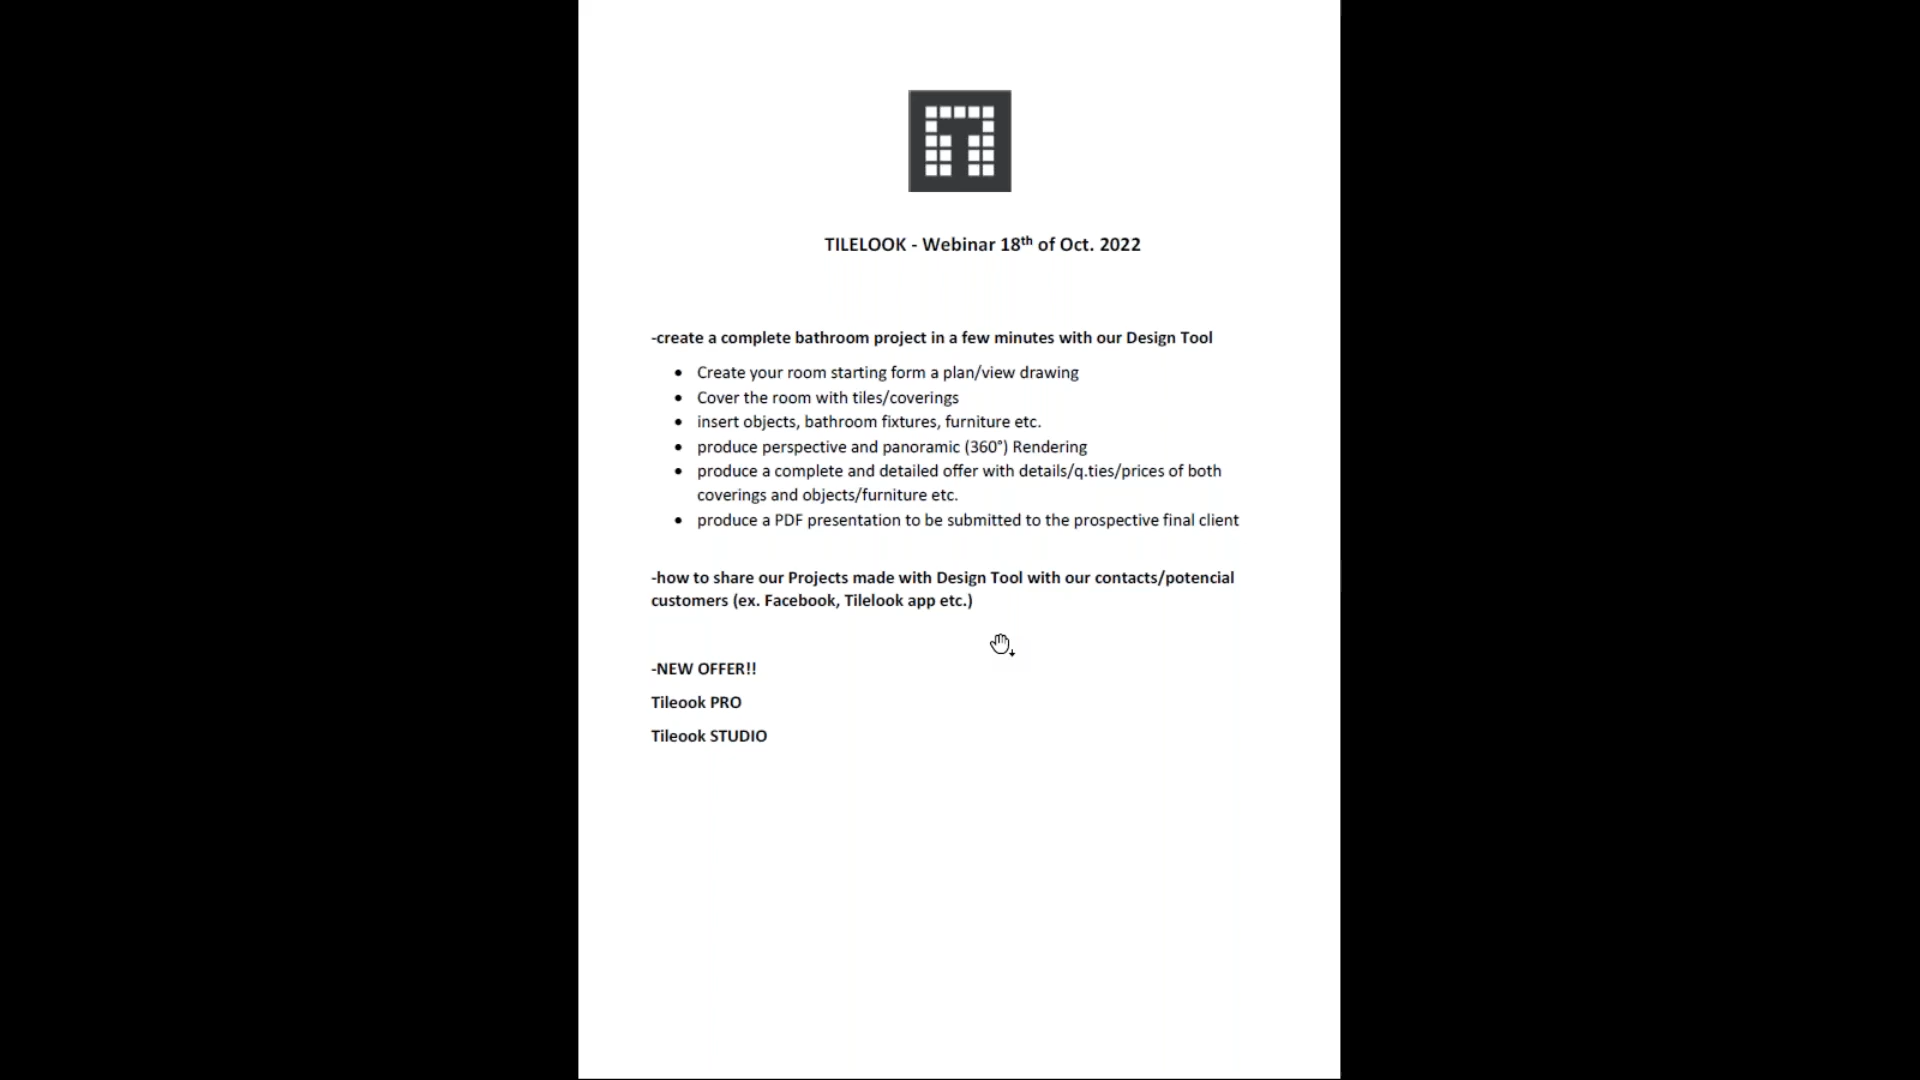 TILELOOK - Webinar 18th of Oct. 2022
-create a complete bathroom project in a few minutes with our Design Tool
• Create your room starting form a plan/view drawing
• Cover the room with tiles/coverings
• insert objects, bathroom fixtures, furniture etc.
• produce perspective and panoramic (360°) Rendering
• produce a complete and detailed offer with details/q.ties/prices of both
coverings and objects/furniture etc.
• produce a PDF presentation to be submitted to the prospective final client
-how to share our Projects made with Design Tool with our contacts/potencial
customers (ex. Facebook, Tilelook app etc.)
-NEW OFFER!!
Tileook PRO
Tileook STUDIO